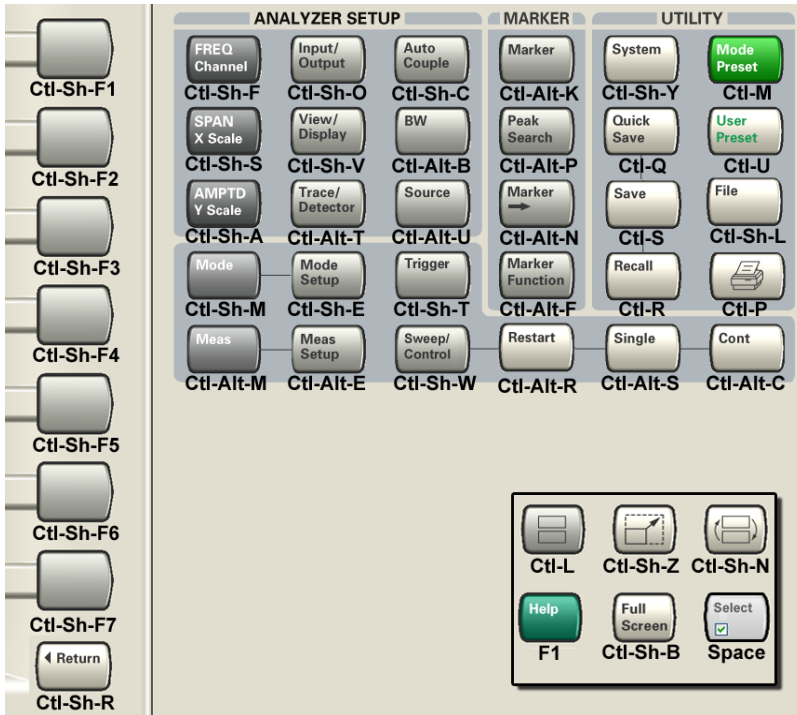 ANALYZER SETUP
MARKER
UTILITY
FREQ
Channel
Input/
Output
Auto
Couple
Marker
System
Mode
Preset
Ctl-Sh-F1
Ctl-Sh-F
Ctl-Sh-O
Ctl-Sh-C
Ctl-Alt-K
Ctl-Sh-Y
Ctl-M
SPAN
X Scale
View/
Display
BW
Peak
Search
Quick
Save
User
Preset
Ctl-Sh-F2
Ctl-Sh-S
Ctl-Sh-V
Ctl-Alt-B
Ctl-Alt-P
Ctl-Q
Ctl-U
AMPTD
Y Scale
Trace/
Detector
Source
Marker
Save
File
Ctl-Sh-F3
Ctl-Sh-A
Ctl-Alt-T
Ctl-Alt-U
Ctl-Alt-N
Ctl-S
Ctl-Sh-L
Mode
Mode
Setup
Trigger
Marker
Function
Recall
Ctl-Sh-F4
Ctl-Sh-M
Ctl-Sh-E
Ctl-Sh-T
Ctl-Alt-F
Ctl-R
Ctl-P
Meas
Meas
Setup
Sweep/
Control
Restart
Single
Cont
Ctl-Alt-M
Ctl-Alt-E
Ctl-Sh-W
Ctl-Alt-R
Ctl-Alt-S
Ctl-Alt-C
Ctl-Sh-F5
Ctl-Sh-F6
Ctl-L
Ctl-Sh-Z
Ctl-Sh-N
Help
Full
Screen
Select
Ctl-Sh-F7
F1
Ctl-Sh-B
Space
Return
Ctl-Sh-R